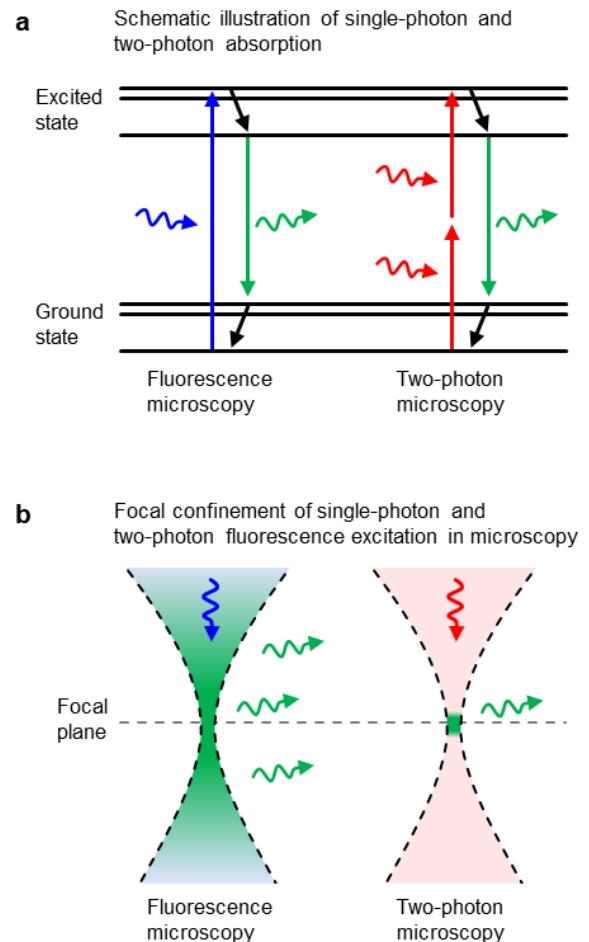 a
Schematic illustration of single-photon and
two-photon absorption
Excited
state
Ground
state
Fluorescence
microscopy
Two-photon
microscopy
b
Focal confinement of single-photon and
two-photon fluorescence excitation in microscopy
Focal
plane
Fluorescence
microscopy
Two-photon
microscopy